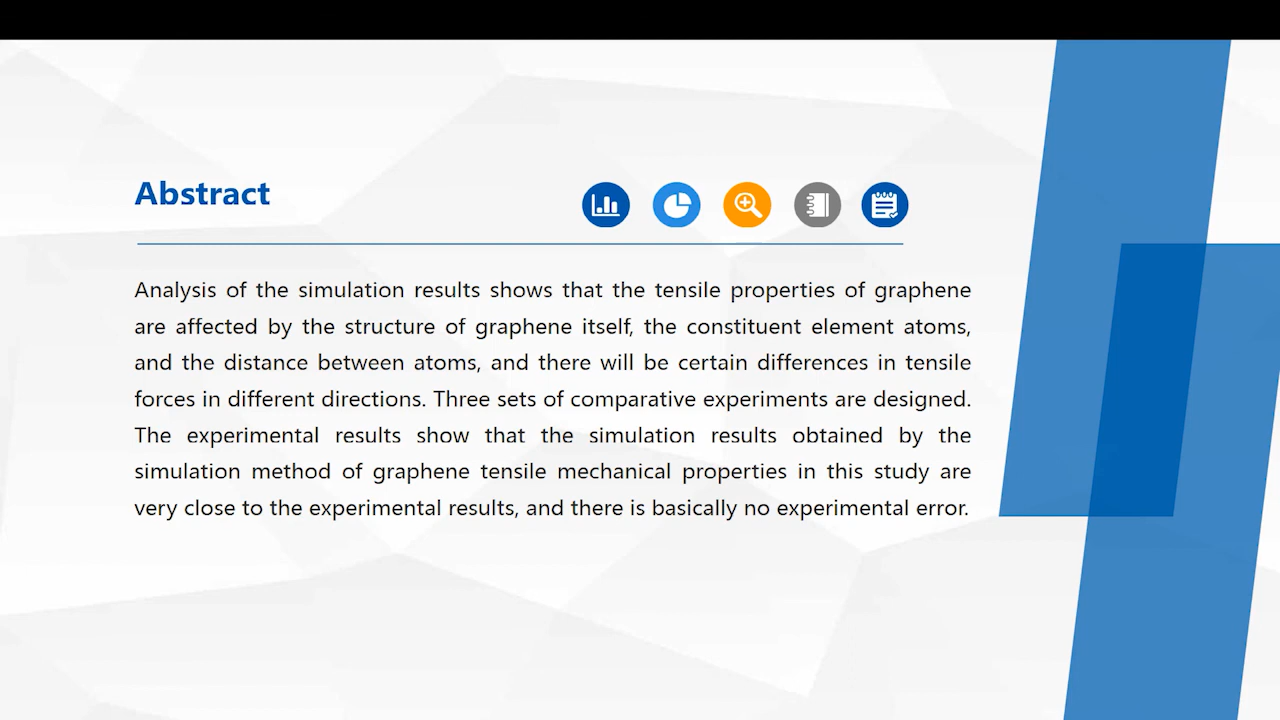 Abstract
Analysis of the simulation results shows that the tensile properties of graphene
are affected by the structure of graphene itself, the constituent element atoms,
and the distance between atoms, and there will be certain differences in tensile
forces in different directions. Three sets of comparative experiments are designed.
The experimental results show that the simulation results obtained by the
simulation method of graphene tensile mechanical properties in this study are
very close to the experimental results, and there is basically no experimental error.